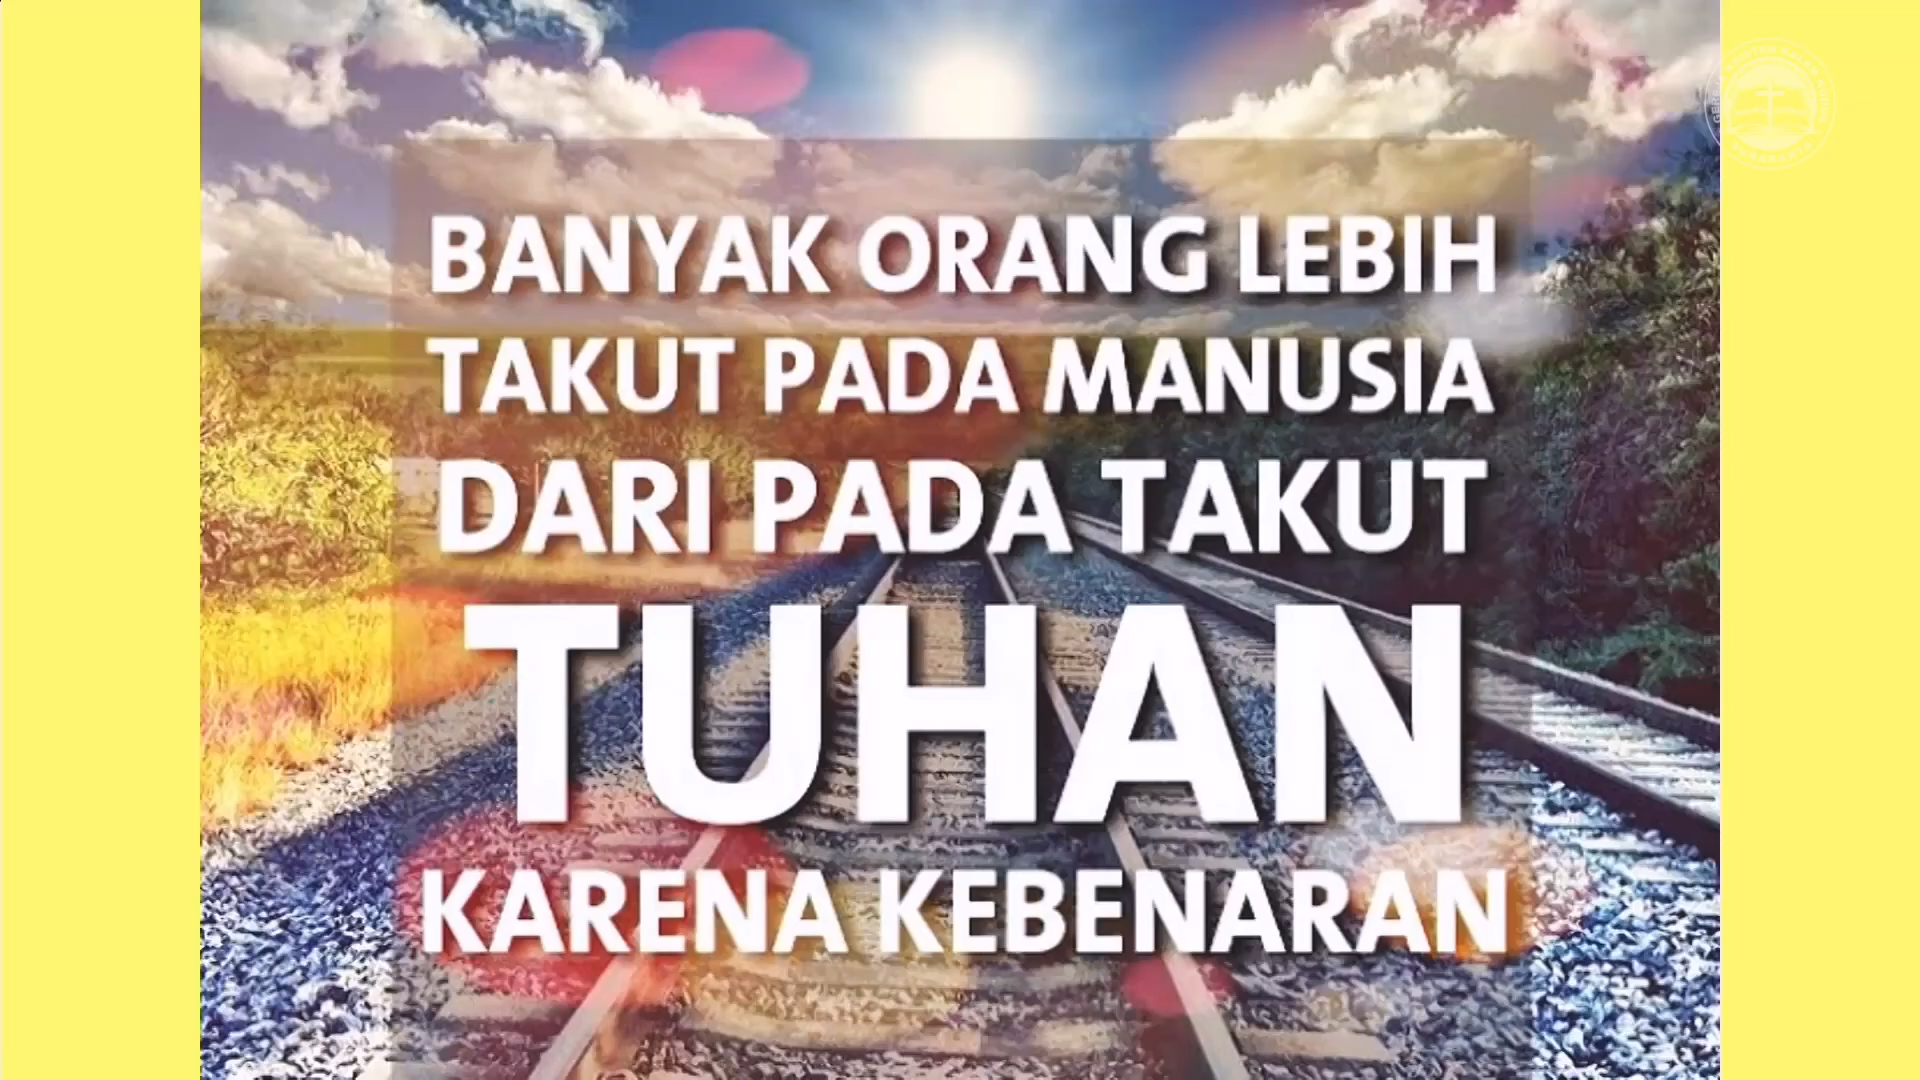 BANYAK ORANG LEBIH
TAKUT PADA MANUSIA
DARI PADA TAKUT
TUHAN
KARENA KEBENARAN